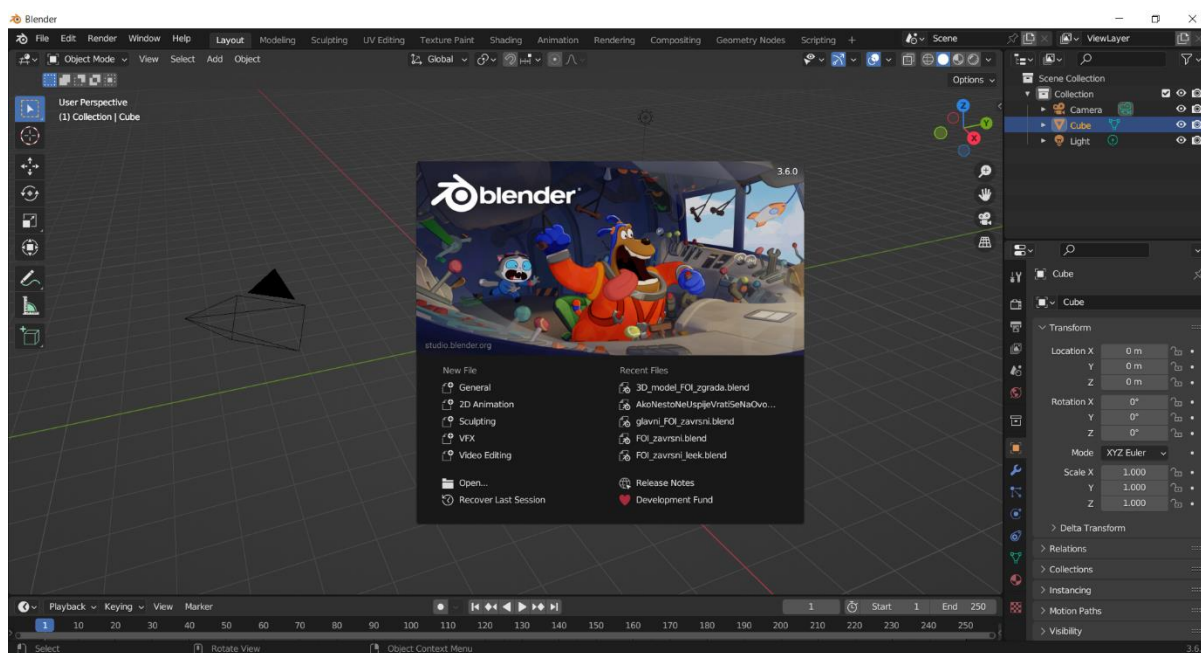 Blender
File Edit Render Window Help Layout Modeling Sculpting UV Editing Texture Paint Shading Animation Rendering Compositing Geometry Nodes Scripting + Scene ViewLayer
Object Mode View Select Add Object Global
Options
User Perspective
(1) Collection | Cube
Z
Y
X
Scene Collection
Collection
Camera
Cube
Light
blender
3.6.0
studio.blender.org
New File Recent Files
General 3D_model_FOI_zgrada.blend
2D Animation AkoNestoNeUspijeVratiSeNaOvo...
Sculpting glavni_FOI_zavrsni.blend
VFX FOI_zavrsni.blend
Video Editing FOI_zavrsni_leek.blend
Open... Release Notes
Recover Last Session Development Fund
Cube
Cube
Transform
Location X 0 m
Y 0 m
Z 0 m
Rotation X 0°
Y 0°
Z 0°
Mode XYZ Euler
Scale X 1.000
Y 1.000
Z 1.000
Delta Transform
Relations
Collections
Instancing
Motion Paths
Visibility
Playback Keying View Marker 1 Start 1 End 250
1 10 20 30 40 50 60 70 80 90 100 110 120 130 140 150 160 170 180 190 200 210 220 230 240 250
Select Rotate View Object Context Menu 3.6